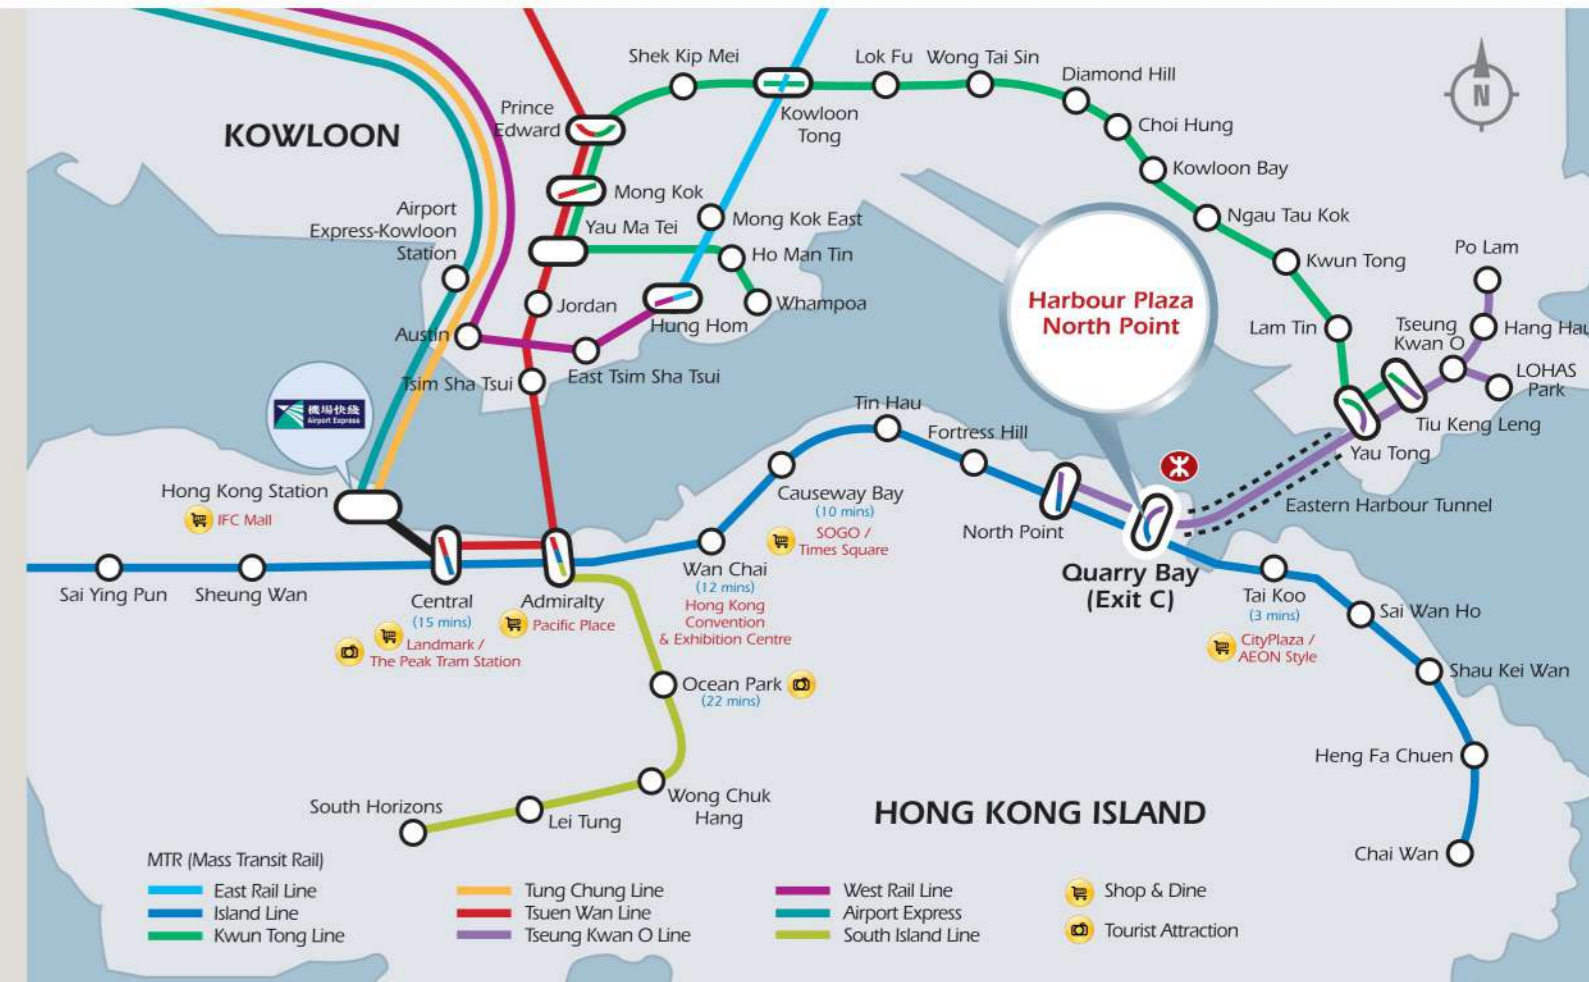 Shek Kip Mei
Lok Fu
Wong Tai Sin
Diamond Hill
Prince
Edward
Kowloon
Tong
Choi Hung
KOWLOON
Kowloon Bay
Mong Kok
Airport
Express-Kowloon
Station
Yau Ma Tei
Mong Kok East
Ngau Tau Kok
Ho Man Tin
Kwun Tong
Po Lam
Jordan
Whampoa
Harbour Plaza
North Point
Austin
Hung Hom
Lam Tin
Tseung
Kwan O
Hang Hau
Tsim Sha Tsui
East Tsim Sha Tsui
LOHAS
Park
機場快綫
Airport Express
Tin Hau
Fortress Hill
Tiu Keng Leng
Yau Tong
Hong Kong Station
IFC Mall
Causeway Bay
(10 mins)
SOGO /
Times Square
North Point
Eastern Harbour Tunnel
Sai Ying Pun
Sheung Wan
Central
(15 mins)
Landmark /
The Peak Tram Station
Admiralty
Pacific Place
Wan Chai
(12 mins)
Hong Kong
Convention
& Exhibition Centre
Quarry Bay
(Exit C)
Tai Koo
(3 mins)
CityPlaza /
AEON Style
Sai Wan Ho
Shau Kei Wan
Ocean Park
(22 mins)
Heng Fa Chuen
South Horizons
Lei Tung
Wong Chuk
Hang
HONG KONG ISLAND
Chai Wan
MTR (Mass Transit Rail)
East Rail Line
Island Line
Kwun Tong Line
Tung Chung Line
Tsuen Wan Line
Tseung Kwan O Line
West Rail Line
Airport Express
South Island Line
Shop & Dine
Tourist Attraction
N